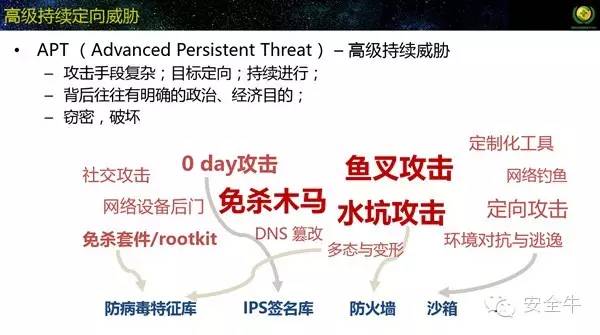 高级持续定向威胁
• APT （Advanced Persistent Threat）– 高级持续威胁
– 攻击手段复杂；目标定向；持续进行；
– 背后往往有明确的政治、经济目的；
– 窃密，破坏
定制化工具
0 day攻击
鱼叉攻击
社交攻击
网络钓鱼
免杀木马
网络设备后门
水坑攻击
定向攻击
免杀套件/rootkit
DNS 篡改
多态与变形
环境对抗与逃逸
防病毒特征库
IPS签名库
防火墙
沙箱
安全牛